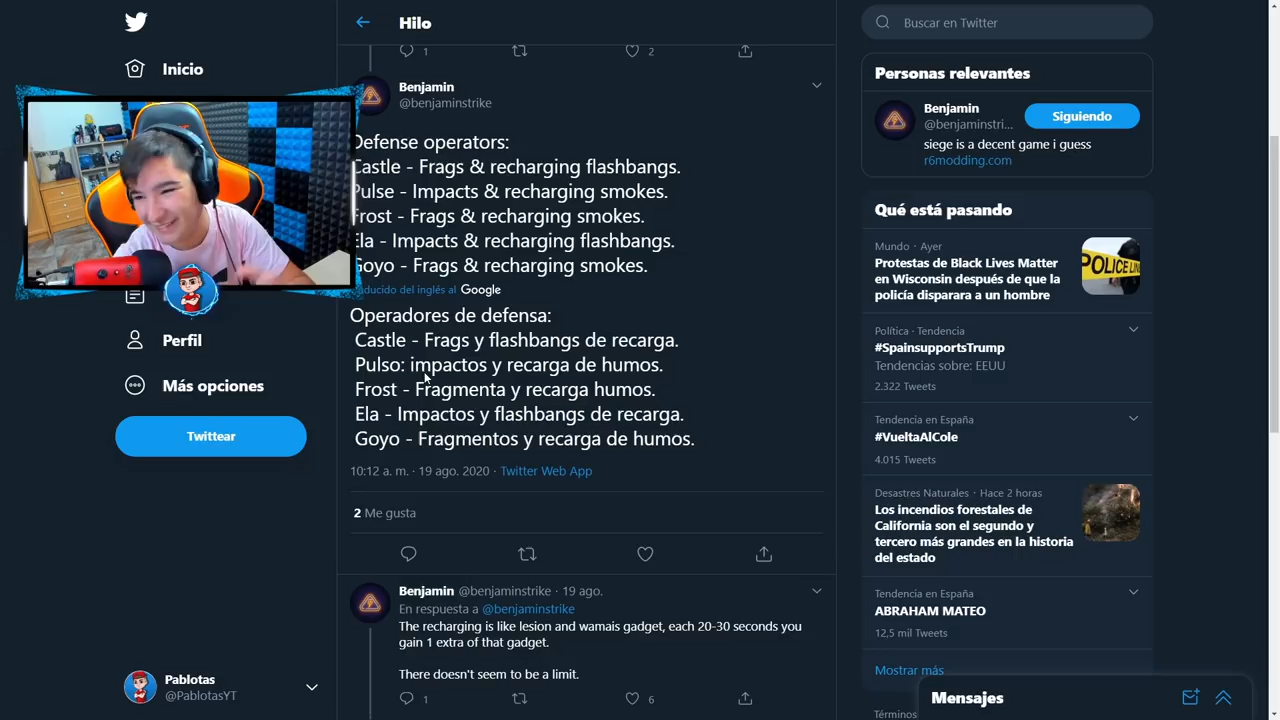 Inicio
Perfil
Más opciones
Twittear
Pablotas
@PablotasYT
Hilo
1
2
Benjamin
@benjaminstrike
Defense operators:
Castle - Frags & recharging flashbangs.
Pulse - Impacts & recharging smokes.
Frost - Frags & recharging smokes.
Ela - Impacts & recharging flashbangs.
Goyo - Frags & recharging smokes.
aducido del inglés al Google
Operadores de defensa:
Castle - Frags y flashbangs de recarga.
Pulso: impactos y recarga de humos.
Frost - Fragmenta y recarga humos.
Ela - Impactos y flashbangs de recarga.
Goyo - Fragmentos y recarga de humos.
10:12 a. m. · 19 ago. 2020 · Twitter Web App
2 Me gusta
Benjamin @benjaminstrike · 19 ago.
En respuesta a @benjaminstrike
The recharging is like lesion and wamais gadget, each 20-30 seconds you
gain 1 extra of that gadget.
There doesn't seem to be a limit.
1
6
Buscar en Twitter
Personas relevantes
Benjamin
@benjaminstri...
Siguiendo
siege is a decent game i guess
r6modding.com
Qué está pasando
Mundo · Ayer
Protestas de Black Lives Matter
en Wisconsin después de que la
policía disparara a un hombre
POLICE LINE
Política · Tendencia
#SpainsupportsTrump
Tendencias sobre: EEUU
2.322 Tweets
Tendencia en España
#VueltaAlCole
4.015 Tweets
Desastres Naturales · Hace 2 horas
Los incendios forestales de
California son el segundo y
tercero más grandes en la historia
del estado
Tendencia en España
ABRAHAM MATEO
12,5 mil Tweets
Mostrar más
Términos
Mensajes